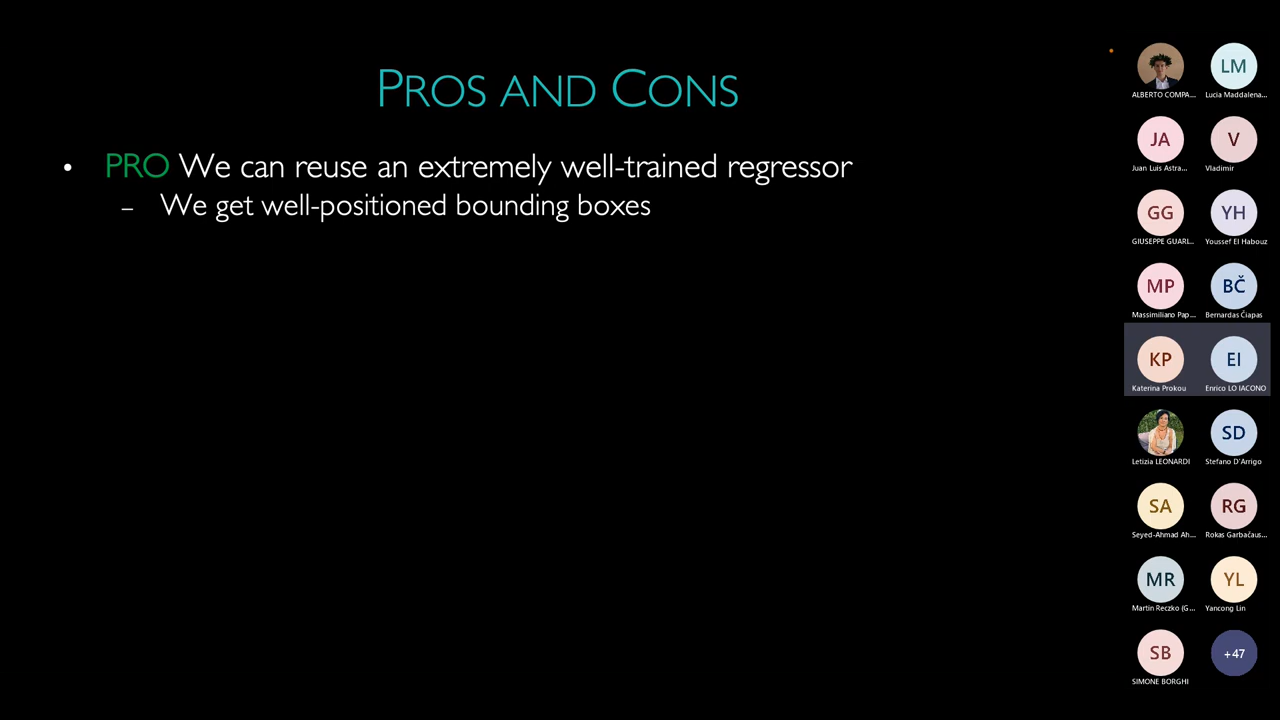 PROS AND CONS
• PRO We can reuse an extremely well-trained regressor
– We get well-positioned bounding boxes
ALBERTO COMPA...
LM
Lucia Maddalena...
JA
Juan Luis Astra...
V
Vladimir
GG
GIUSEPPE GUARL...
YH
Youssef El Habouz
MP
Massimiliano Pap...
BČ
Bernardas Čiapas
KP
Katerina Prokou
EI
Enrico LO IACONO
Letizia LEONARDI
SD
Stefano D'Arrigo
SA
Seyed-Ahmad Ah...
RG
Rokas Garbačaus...
MR
Martin Reczko (G...
YL
Yancong Lin
SB
SIMONE BORGHI
+47